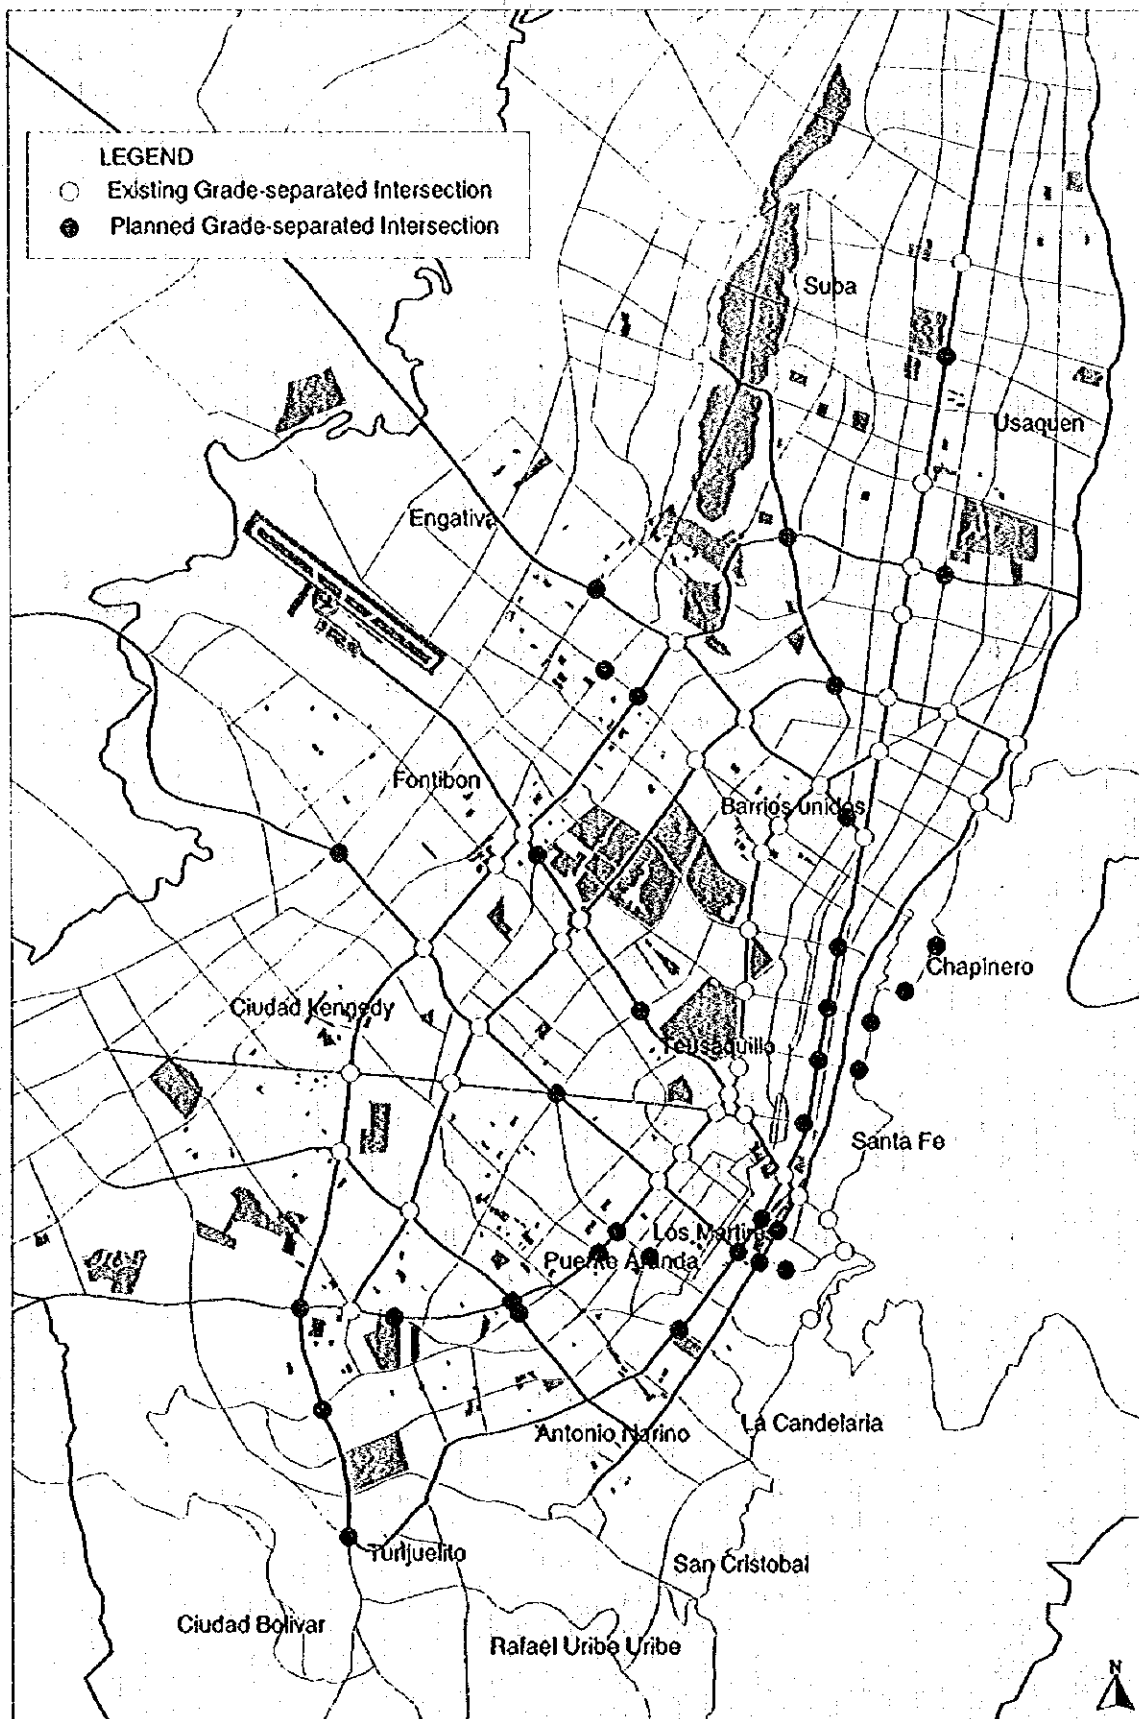 LEGEND
Existing Grade-separated Intersection
Planned Grade-separated Intersection
Suba
Usaquen
Engativa
Fontibon
Barrios unidos
Chapinero
Ciudad Kennedy
Teusaquillo
Santa Fe
Los Martires
Puente Aranda
La Candelaria
Antonio Narino
Tunjuelito
San Cristobal
Ciudad Bolivar
Rafael Uribe Uribe
N